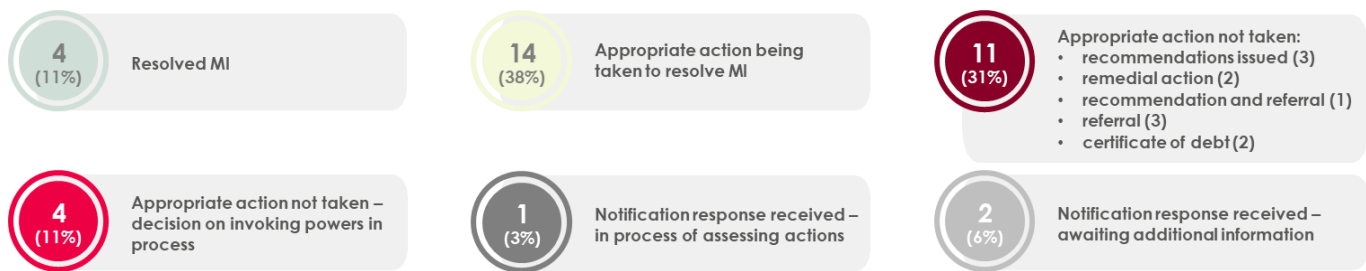 4
(11%)
Resolved MI
14
(38%)
Appropriate action being
taken to resolve MI
11
(31%)
Appropriate action not taken:
• recommendations issued (3)
• remedial action (2)
• recommendation and referral (1)
• referral (3)
• certificate of debt (2)
4
(11%)
Appropriate action not taken –
decision on invoking powers in
process
1
(3%)
Notification response received –
in process of assessing actions
2
(6%)
Notification response received –
awaiting additional information